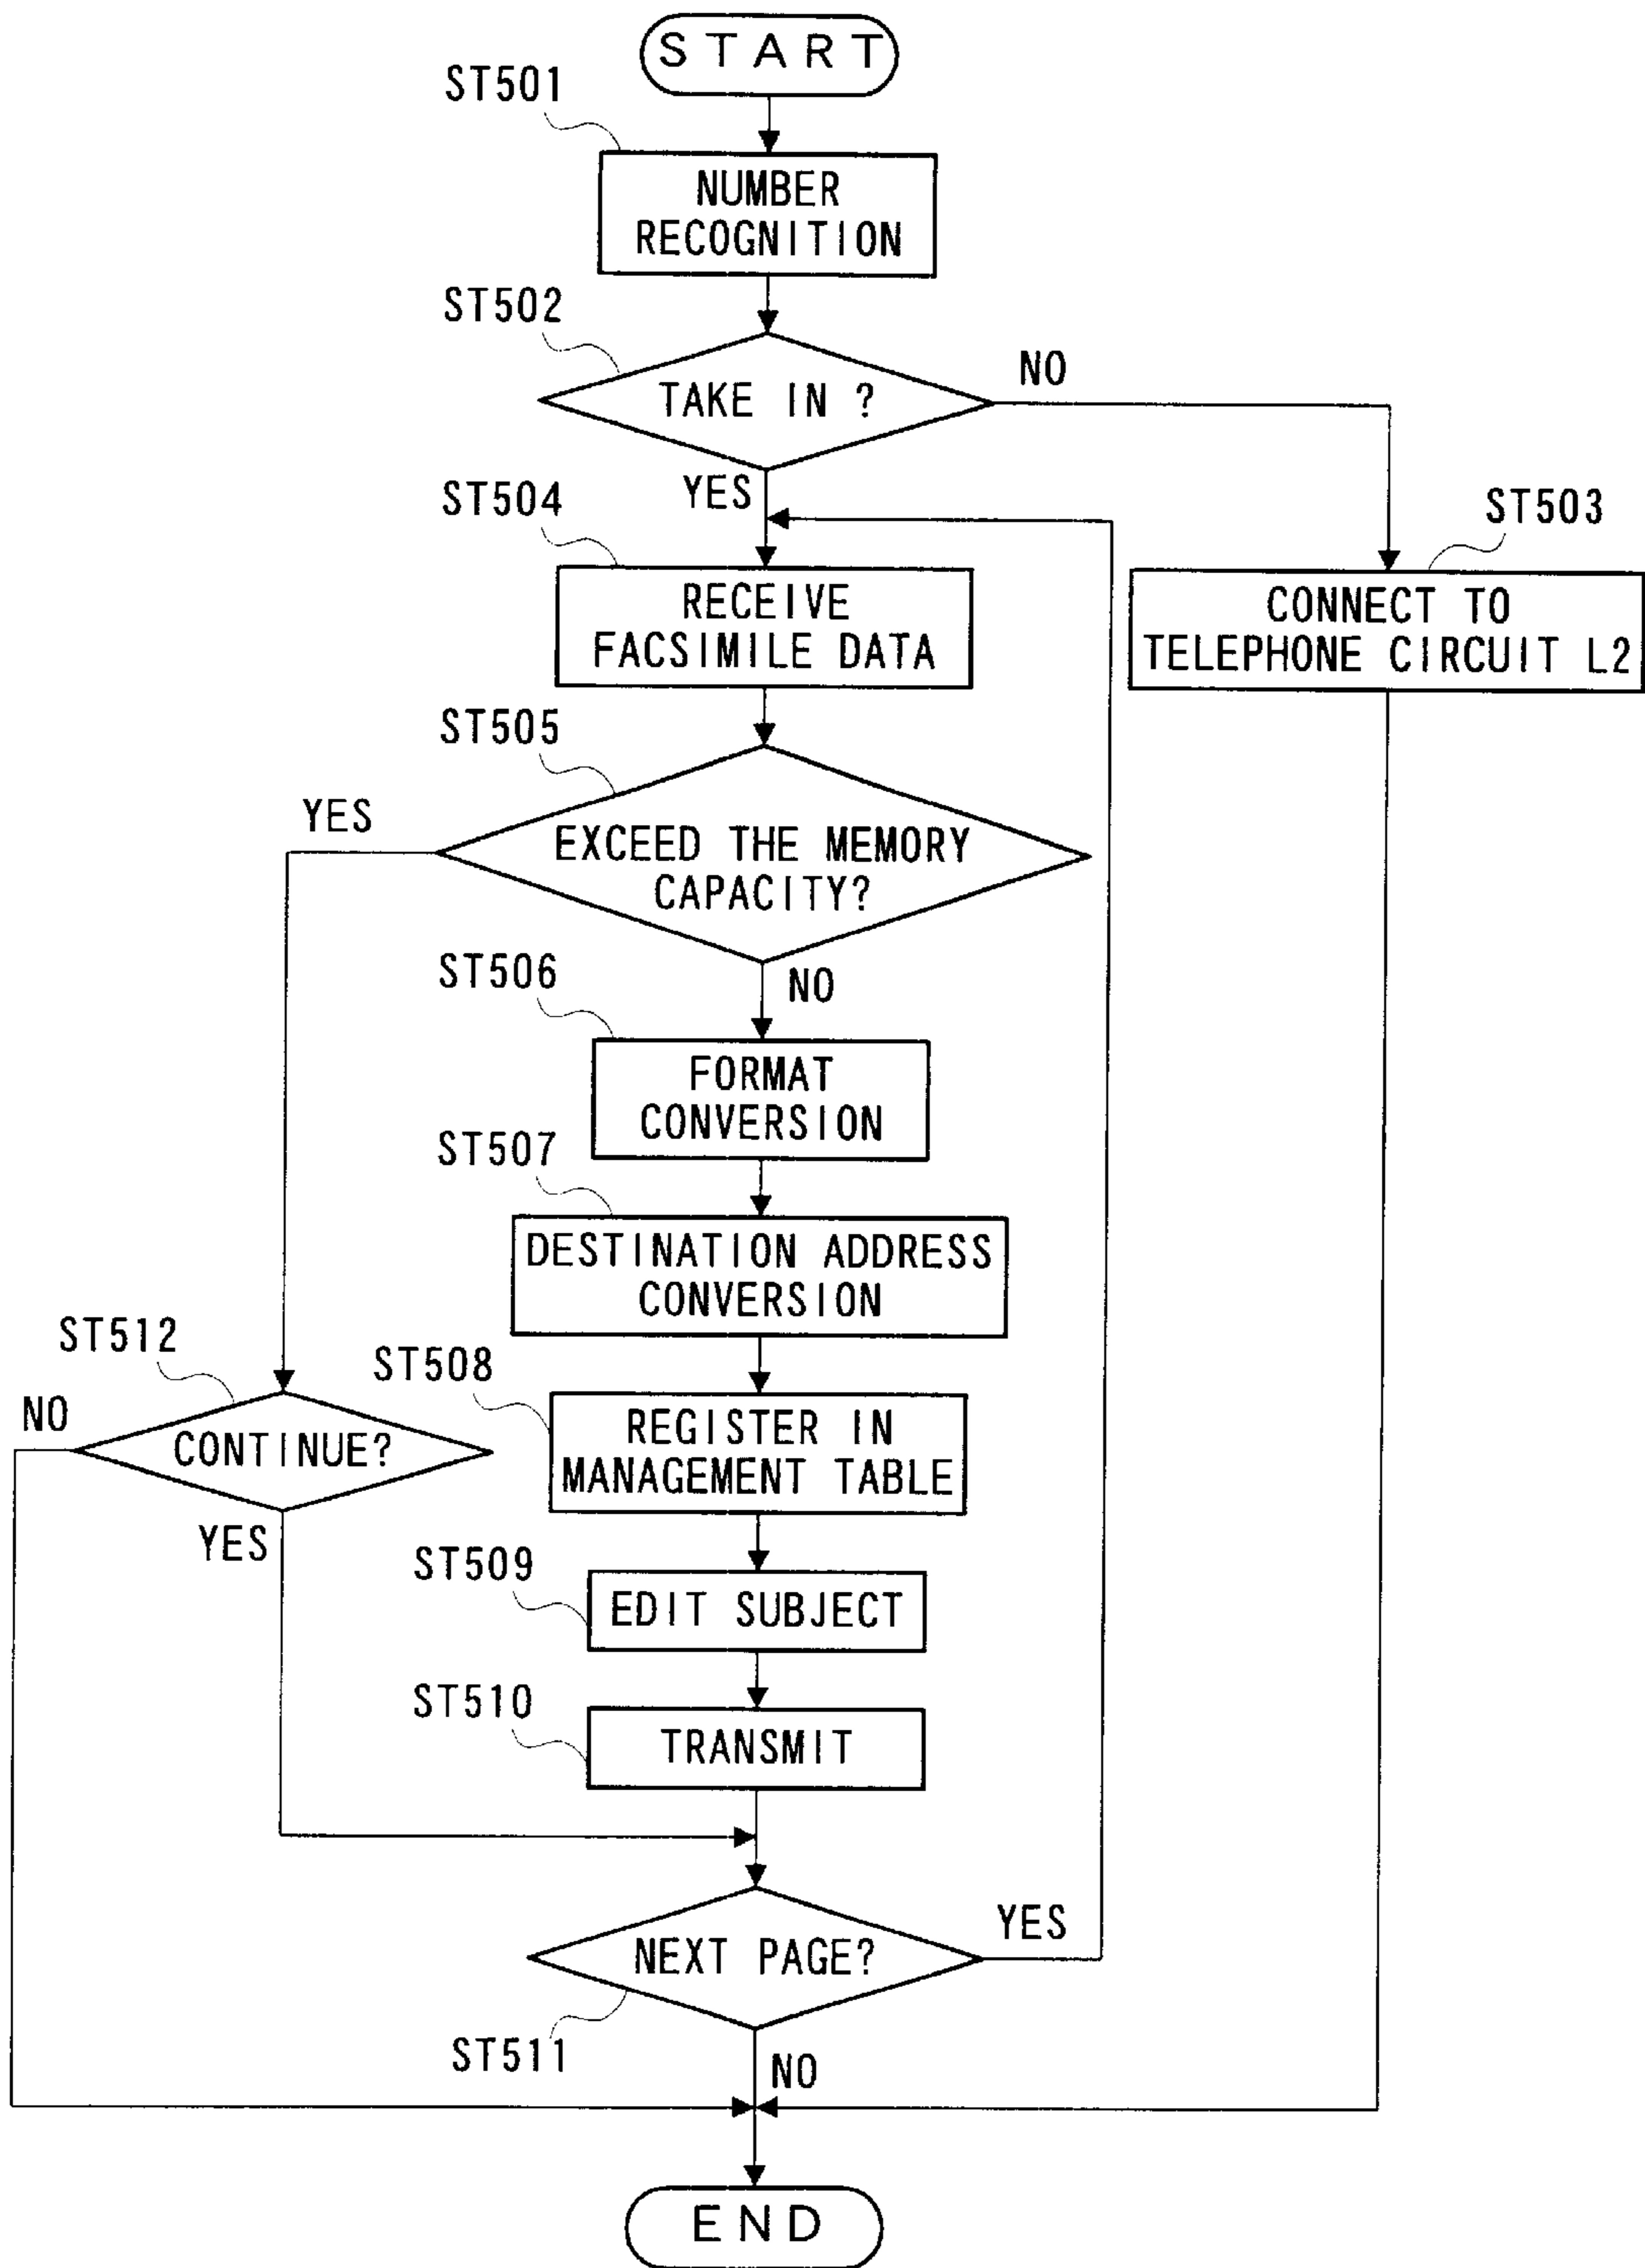 START
ST501
NUMBER
RECOGNITION
ST502
TAKE IN ?
NO
YES
ST504
ST503
RECEIVE
FACSIMILE DATA
CONNECT TO
TELEPHONE CIRCUIT L2
ST505
YES
EXCEED THE MEMORY
CAPACITY?
ST506
NO
FORMAT
CONVERSION
ST507
DESTINATION ADDRESS
CONVERSION
ST512
ST508
NO
CONTINUE?
REGISTER IN
MANAGEMENT TABLE
YES
ST509
EDIT SUBJECT
ST510
TRANSMIT
YES
NEXT PAGE?
ST511
NO
END